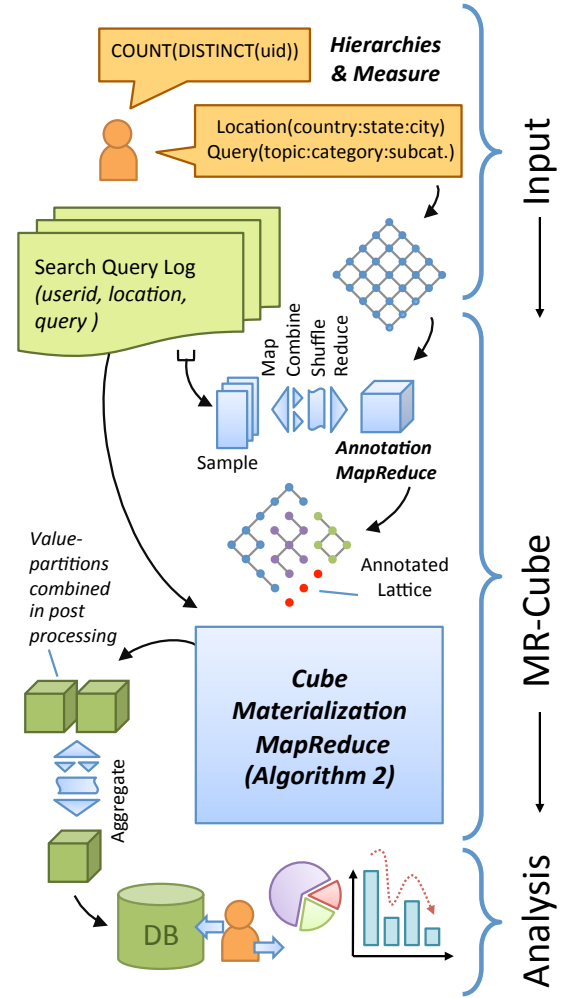 COUNT(DISTINCT(uid))
Hierarchies
& Measure
Location(country:state:city)
Query(topic:category:subcat.)
Input
Search Query Log
(userid, location,
query )
Map
Combine
Shuffle
Reduce
Sample
Annotation
MapReduce
Annotated
Lattice
MR-Cube
Value-
partitions
combined
in post
processing
Cube
Materialization
MapReduce
(Algorithm 2)
Aggregate
DB
Analysis